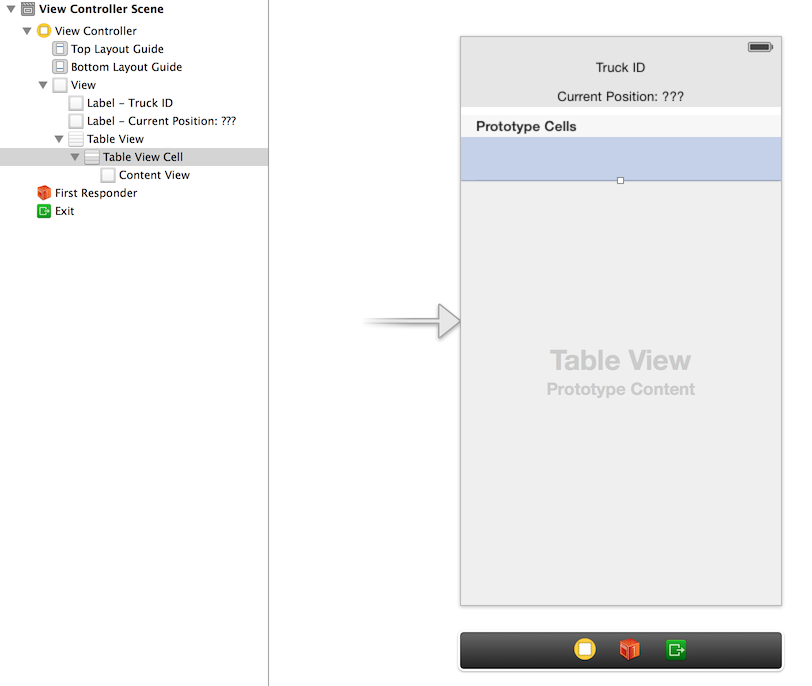 View Controller Scene
View Controller
Top Layout Guide
Bottom Layout Guide
View
Label – Truck ID
Label – Current Position: ???
Table View
Table View Cell
Content View
First Responder
Exit
Truck ID
Current Position: ???
Prototype Cells
Table View
Prototype Content